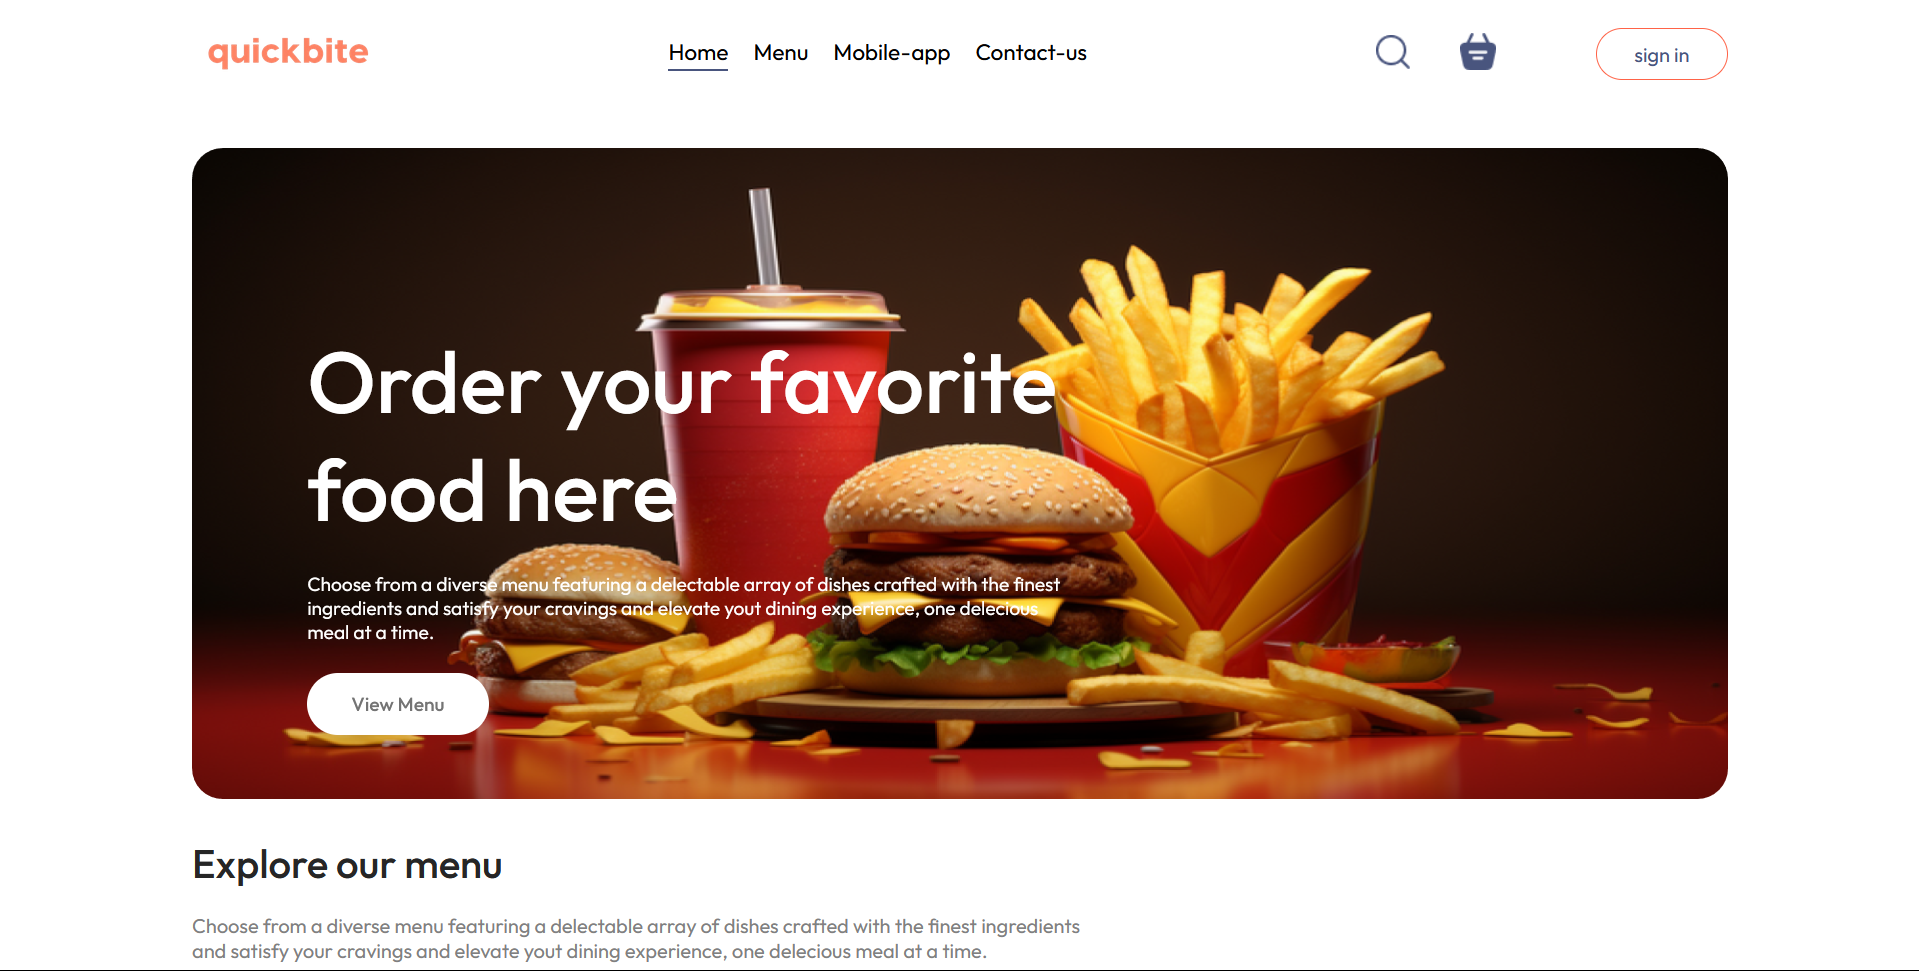 quickbite
Home Menu Mobile-app Contact-us
sign in
Order your favorite
food here
Choose from a diverse menu featuring a delectable array of dishes crafted with the finest
ingredients and satisfy your cravings and elevate yout dining experience, one delecious
meal at a time.
View Menu
Explore our menu
Choose from a diverse menu featuring a delectable array of dishes crafted with the finest ingredients
and satisfy your cravings and elevate yout dining experience, one delecious meal at a time.